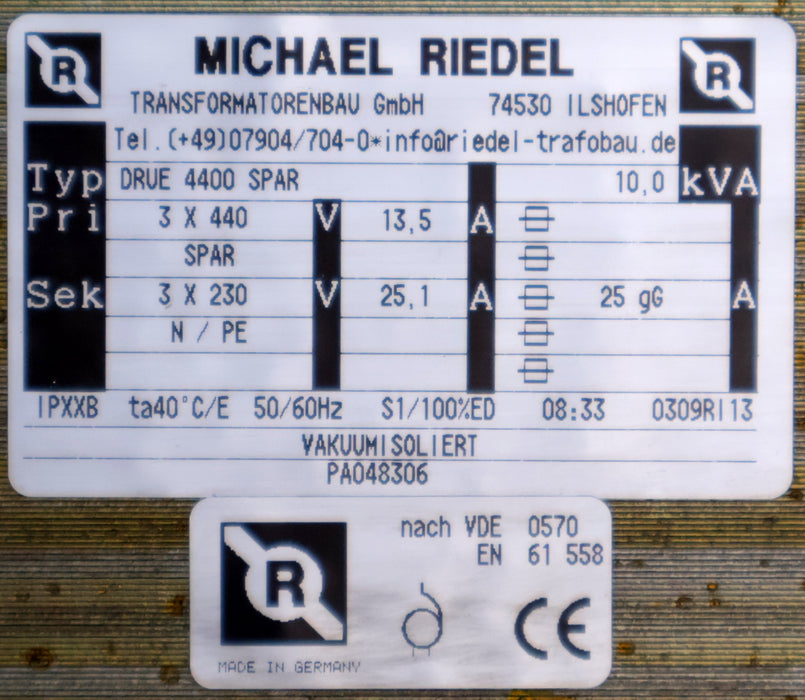 R MICHAEL RIEDEL R
TRANSFORMATORENBAU GmbH 74530 ILSHOFEN
Tel.(+49)07904/704-0*info@riedel-trafobau.de
Typ DRUE 4400 SPAR 10,0 kVA
Pri 3 X 440 V 13,5 A
SPAR
Sek 3 X 230 V 25,1 A 25 gG A
N / PE
IPXXB ta40°C/E 50/60Hz S1/100%ED 08:33 0309RI13
VAKUUMISOLIERT
PA048306
nach VDE 0570
EN 61 558
R
CE
MADE IN GERMANY